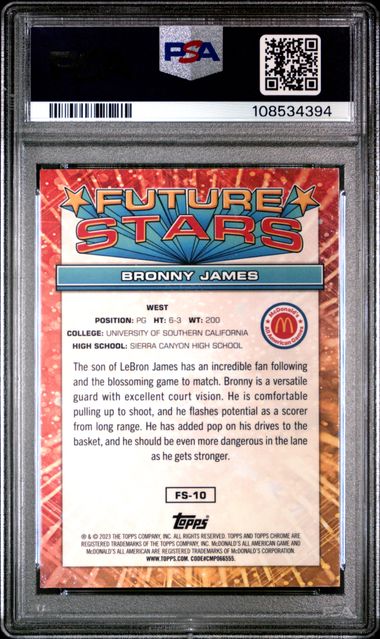 PSA
108534394
FUTURE
STARS
BRONNY JAMES
WEST
POSITION: PG HT: 6-3 WT: 200
COLLEGE: UNIVERSITY OF SOUTHERN CALIFORNIA
HIGH SCHOOL: SIERRA CANYON HIGH SCHOOL
McDonald's
All American Games
The son of LeBron James has an incredible fan following
and the blossoming game to match. Bronny is a versatile
guard with excellent court vision. He is comfortable
pulling up to shoot, and he flashes potential as a scorer
from long range. He has added pop on his drives to the
basket, and he should be even more dangerous in the lane
as he gets stronger.
FS-10
Topps
® & © 2023 THE TOPPS COMPANY, INC. ALL RIGHTS RESERVED. TOPPS AND TOPPS CHROME ARE
REGISTERED TRADEMARKS OF THE TOPPS COMPANY, INC. McDONALD'S ALL AMERICAN GAME AND
McDONALD'S ALL AMERICAN ARE REGISTERED TRADEMARKS OF McDONALD'S CORPORATION.
WWW.TOPPS.COM. CODE#CMP066555.
PSA